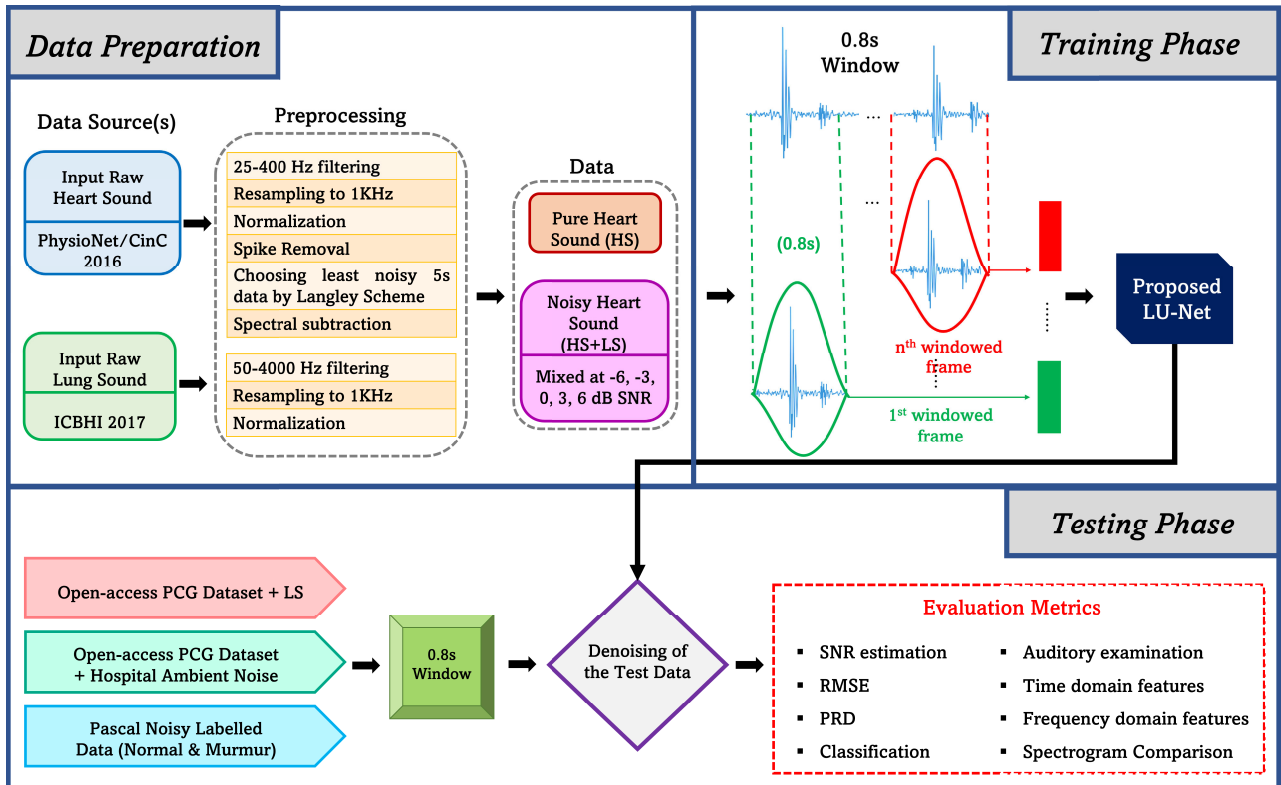 Data Preparation
Data Source(s)
Input Raw
Heart Sound
PhysioNet/CinC
2016
Input Raw
Lung Sound
ICBHI 2017
Preprocessing
25-400 Hz filtering
Resampling to 1KHz
Normalization
Spike Removal
Choosing least noisy 5s
data by Langley Scheme
Spectral subtraction
50-4000 Hz filtering
Resampling to 1KHz
Normalization
Data
Pure Heart
Sound (HS)
Noisy Heart
Sound
(HS+LS)
Mixed at -6, -3,
0, 3, 6 dB SNR
Training Phase
0.8s
Window
...
...
(0.8s)
nth windowed
frame
1st windowed
frame
Proposed
LU-Net
Testing Phase
Open-access PCG Dataset + LS
Open-access PCG Dataset
+ Hospital Ambient Noise
Pascal Noisy Labelled
Data (Normal & Murmur)
0.8s
Window
Denoising of
the Test Data
Evaluation Metrics
▪ SNR estimation
▪ RMSE
▪ PRD
▪ Classification
▪ Auditory examination
▪ Time domain features
▪ Frequency domain features
▪ Spectrogram Comparison